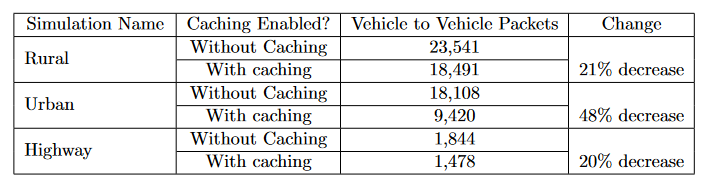 Simulation Name Caching Enabled? Vehicle to Vehicle Packets Change
Rural Without Caching 23,541
With caching 18,491 21% decrease
Urban Without Caching 18,108
With caching 9,420 48% decrease
Highway Without Caching 1,844
With caching 1,478 20% decrease